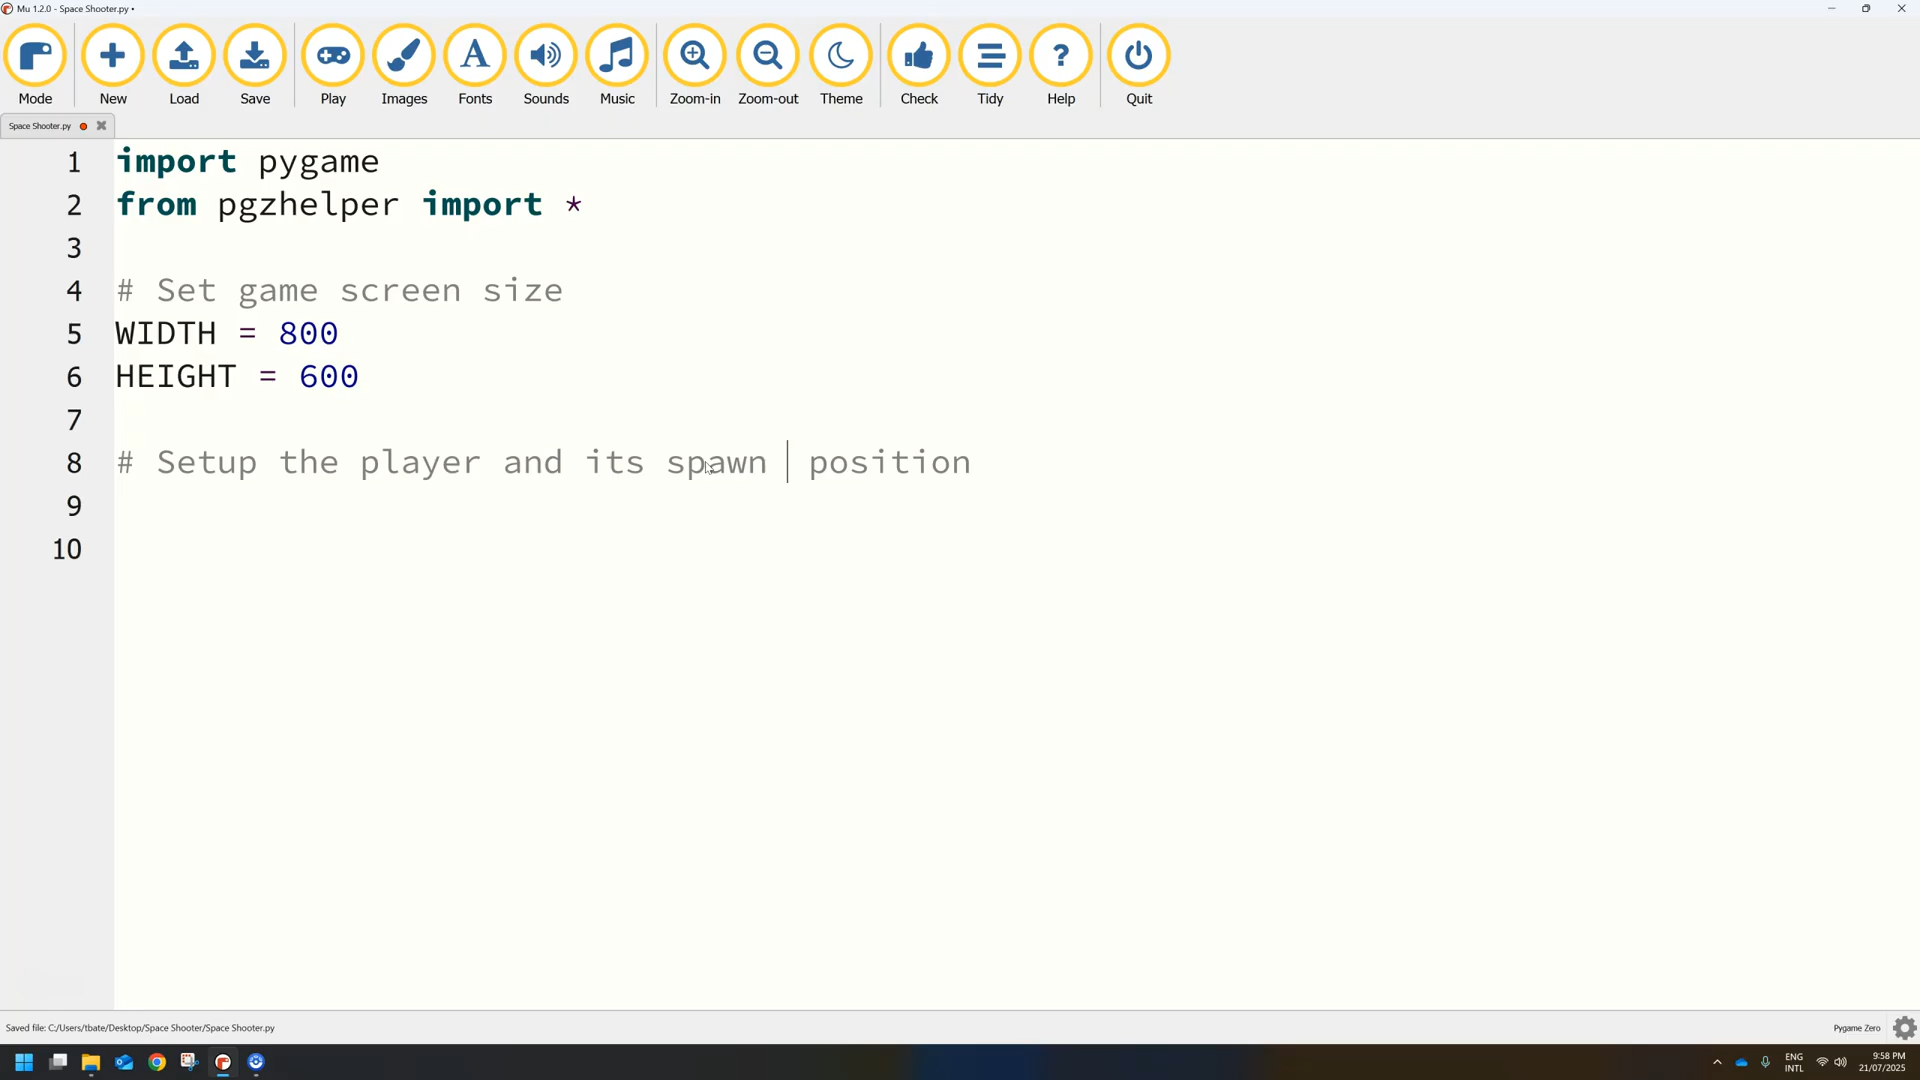 Mu 1.2.0 - Space Shooter.py •
Mode New Load Save Play Images Fonts Sounds Music Zoom-in Zoom-out Theme Check Tidy Help Quit
Space Shooter.py
1 import pygame
2 from pgzhelper import *
3
4 # Set game screen size
5 WIDTH = 800
6 HEIGHT = 600
7
8 # Setup the player and its spawn  position
9
10
Saved file: C:/Users/tbate/Desktop/Space Shooter/Space Shooter.py
Pygame Zero
ENG
INTL
9:58 PM
21/07/2025